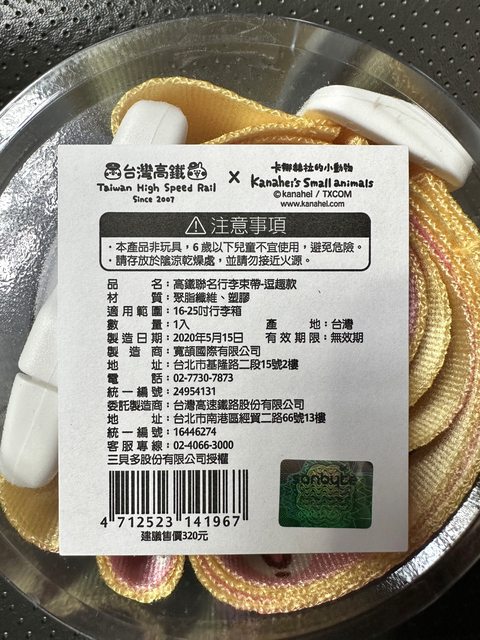 台灣高鐵
Taiwan High Speed Rail
Since 2007
×
卡娜赫拉的小動物
Kanahei's Small animals
©kanahei / TXCOM
www.kanahei.com
⚠注意事項
·本產品非玩具,6歲以下兒童不宜使用,避免危險。
·請存放於陰涼乾燥處,並請勿接近火源。
品名:高鐵聯名行李束帶-逗趣款
材質:聚脂纖維、塑膠
適用範圍:16-25吋行李箱
數量:1入 產地:台灣
製造日期:2020年5月15日 有效期限:無效期
製造商:寬頡國際有限公司
地址:台北市基隆路二段15號2樓
電話:02-7730-7873
統一編號:24954131
委託製造商:台灣高速鐵路股份有限公司
地址:台北市南港區經貿二路66號13樓
統一編號:16446274
客服專線:02-4066-3000
三貝多股份有限公司授權
4 712523 141967
建議售價320元
sanbyte